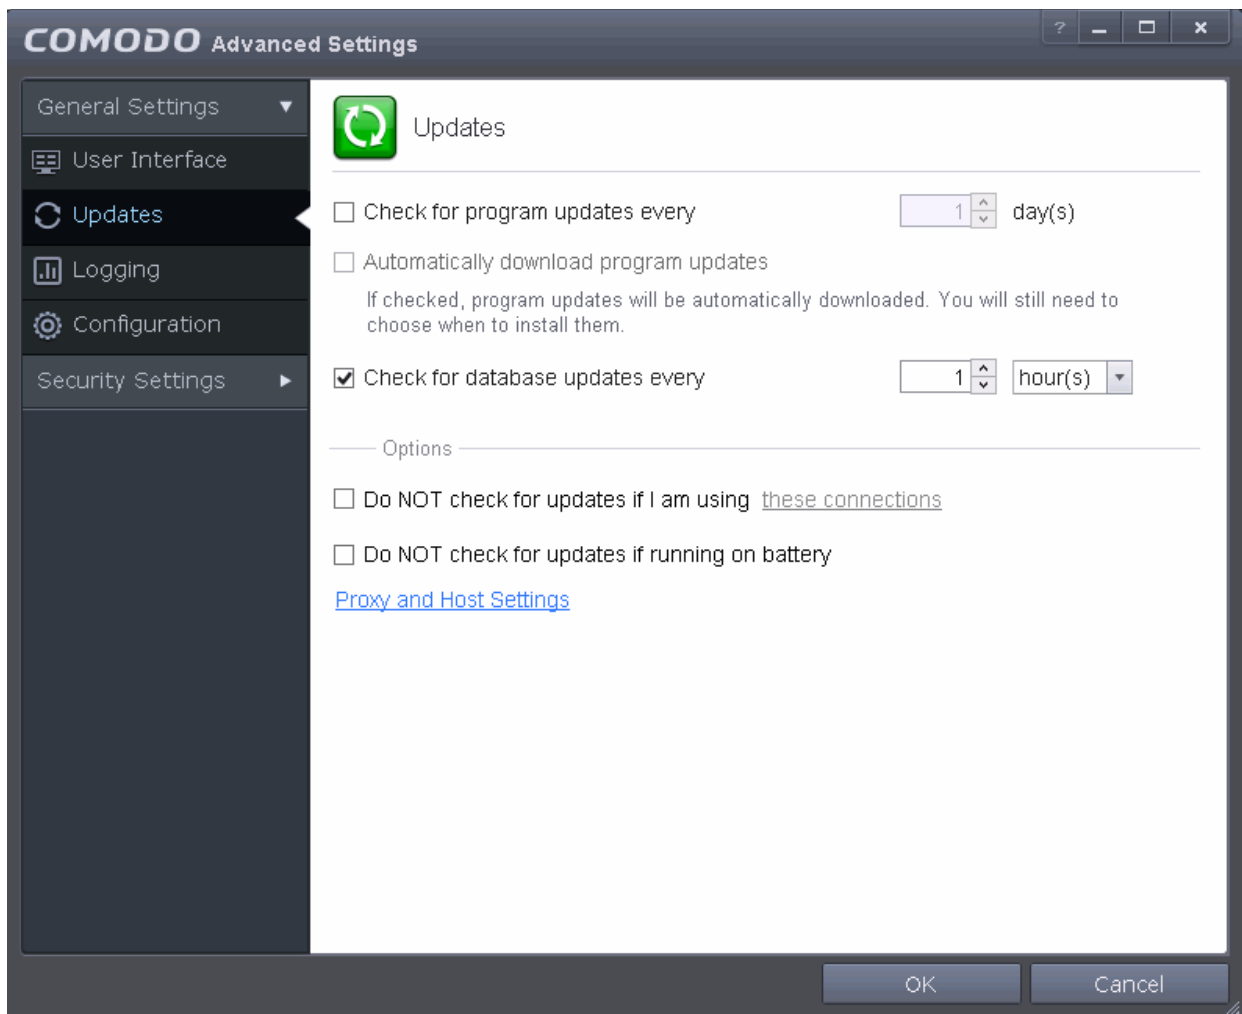 COMODO Advanced Settings
?
General Settings
User Interface
Updates
Logging
Configuration
Security Settings
Updates
Check for program updates every 1 day(s)
Automatically download program updates
If checked, program updates will be automatically downloaded. You will still need to
choose when to install them.
Check for database updates every 1 hour(s)
Options
Do NOT check for updates if I am using these connections
Do NOT check for updates if running on battery
Proxy and Host Settings
OK Cancel